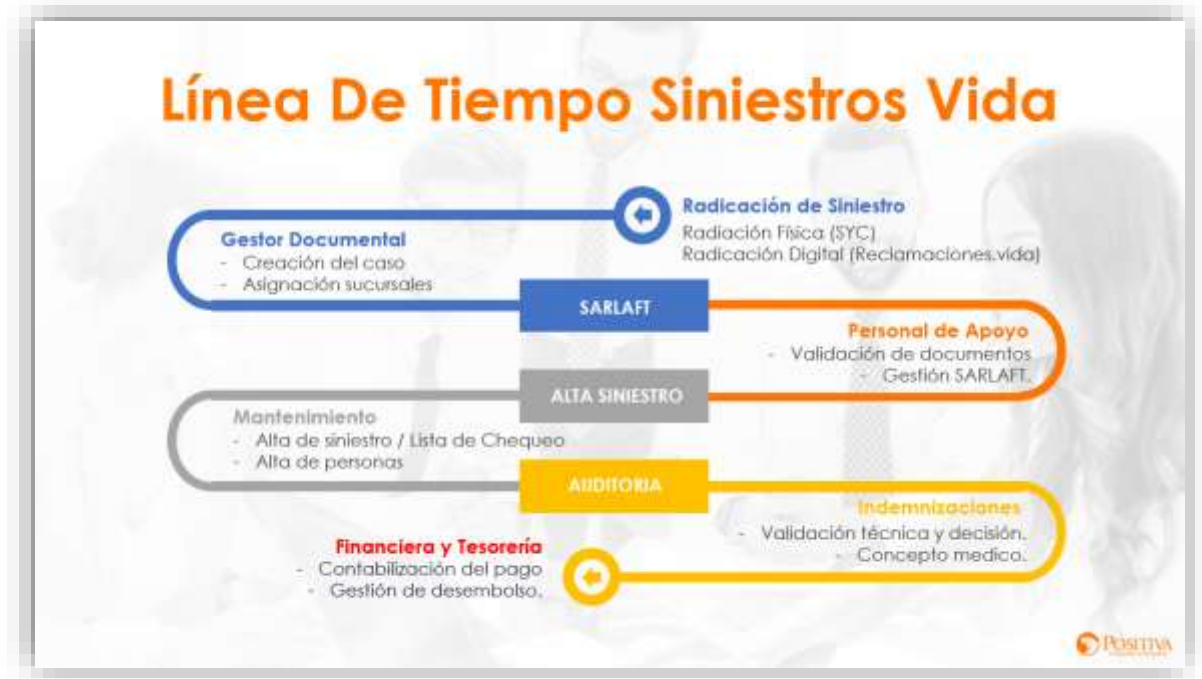 Línea De Tiempo Siniestros Vida
Radicación de Siniestro
Radiación Física (SYC)
Radicación Digital (Reclamaciones.vida)
Gestor Documental
- Creación del caso
- Asignación sucursales
SARLAFT
Personal de Apoyo
- Validación de documentos
- Gestión SARLAFT.
ALTA SINIESTRO
Mantenimiento
- Alta de siniestro / Lista de Chequeo
- Alta de personas
AUDITORIA
Indemnizaciones
- Validación técnica y decisión.
- Concepto medico.
Financiera y Tesorería
- Contabilización del pago
- Gestión de desembolso.
POSITIVA